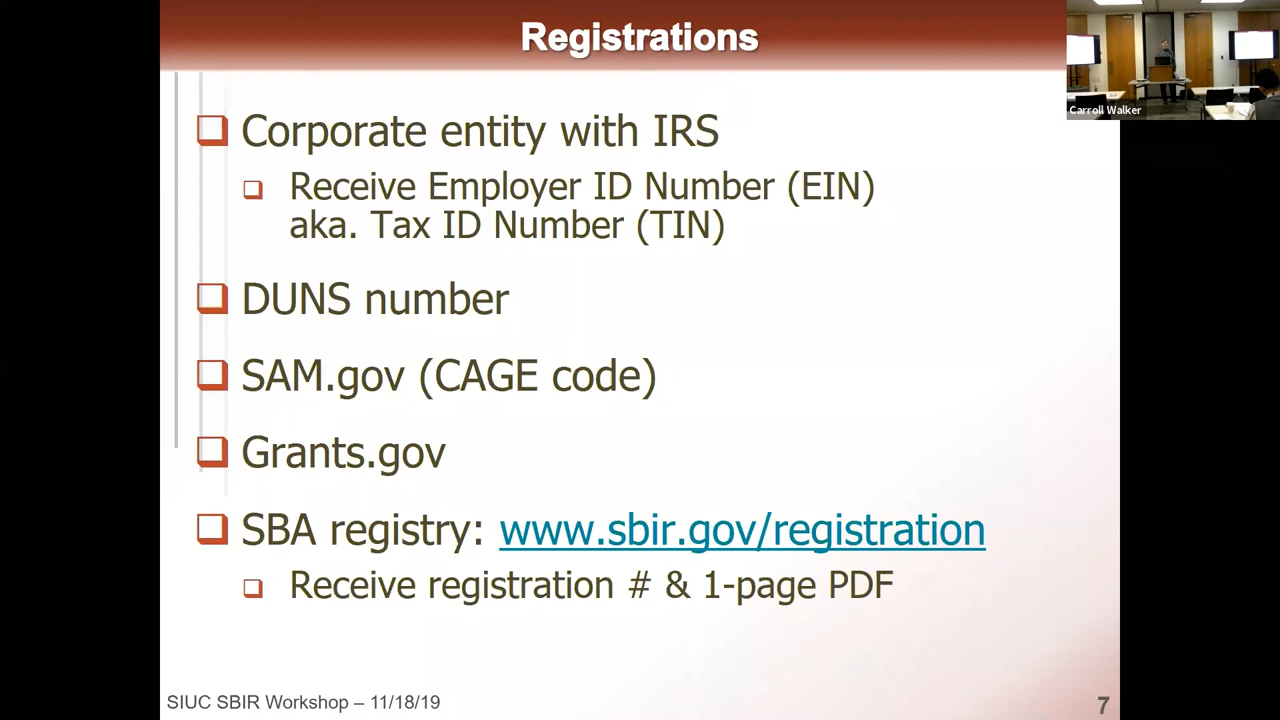 Registrations
Carroll Walker
Corporate entity with IRS
Receive Employer ID Number (EIN)
aka. Tax ID Number (TIN)
DUNS number
SAM.gov (CAGE code)
Grants.gov
SBA registry: www.sbir.gov/registration
Receive registration # & 1-page PDF
SIUC SBIR Workshop – 11/18/19
7